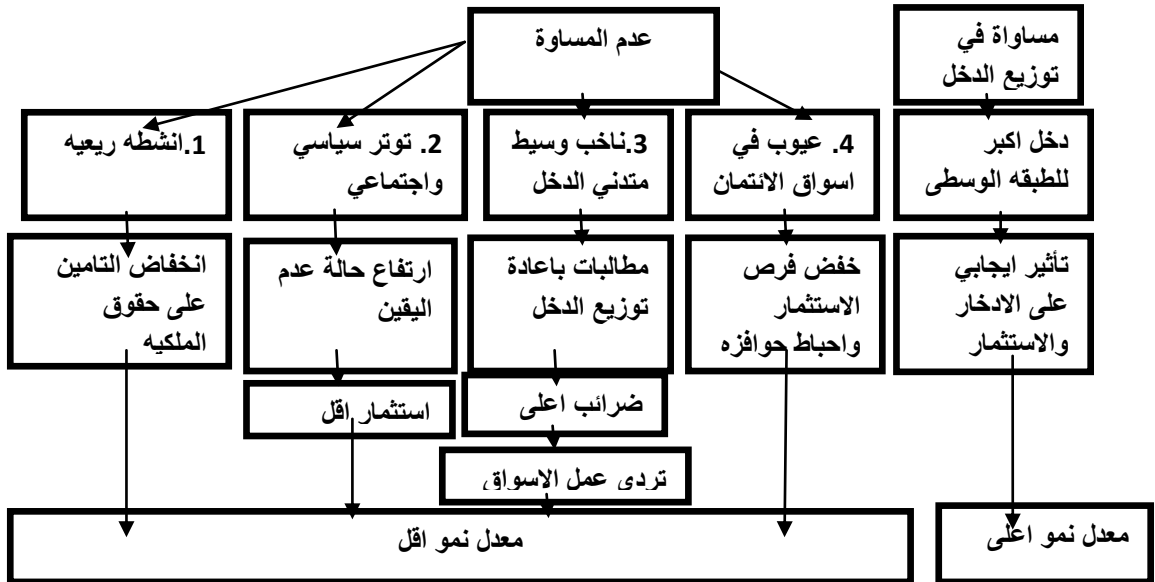 عدم المساوة
مساواة في
توزيع الدخل
1.انشطه ريعيه
2. توتر سياسي
واجتماعي
3.ناخب وسيط
متدني الدخل
4. عيوب في
اسواق الائتمان
دخل اكبر
للطبقه الوسطى
انخفاض التامين
على حقوق
الملكيه
ارتفاع حالة عدم
اليقين
مطالبات باعادة
توزيع الدخل
خفض فرص
الاستثمار
واحباط حوافزه
تأثير ايجابي
على الادخار
والاستثمار
استثمار اقل
ضرائب اعلى
تردي عمل الاسواق
معدل نمو اقل
معدل نمو اعلى